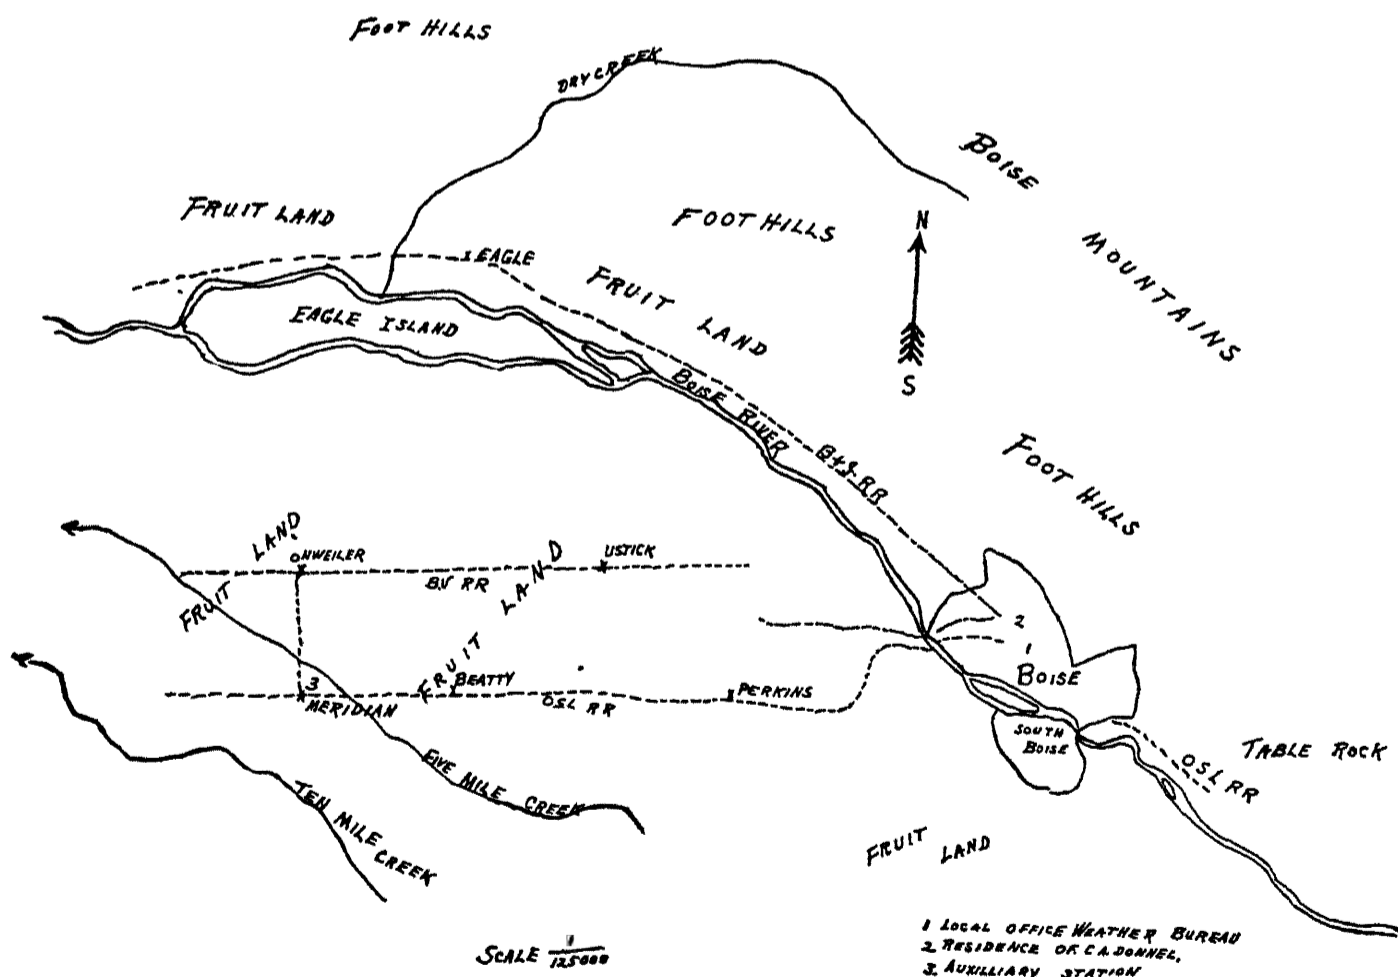 FOOT HILLS
DRY CREEK
BOISE MOUNTAINS
FRUIT LAND
FOOT HILLS
N
EAGLE
FRUIT LAND
EAGLE ISLAND
S
BOISE RIVER
FOOT HILLS
RR
FRUIT LAND
ONWEILER
BV RR
FRUIT LAND
USTICK
2
1
BOISE
3
MERIDIAN
BEATTY
OSL RR
PERKINS
SOUTH
BOISE
OSL RR
TABLE ROCK
FIVE MILE CREEK
TEN MILE CREEK
FRUIT LAND
SCALE 1/125000
1 LOCAL OFFICE WEATHER BUREAU
2 RESIDENCE OF C.A.DONNEL,
3. AUXILLIARY STATION